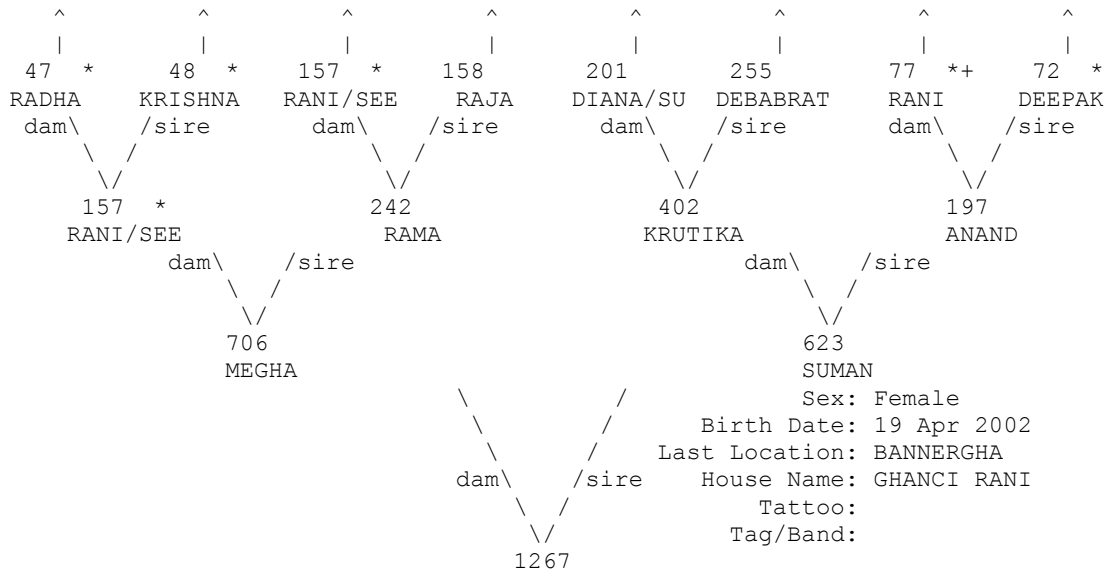 ^ ^ ^ ^ ^ ^ ^ ^
| | | | | | | |
47 * 48 * 157 * 158 201 255 77 *+ 72 *
RADHA KRISHNA RANI/SEE RAJA DIANA/SU DEBABRAT RANI DEEPAK
dam\ /sire dam\ /sire dam\ /sire dam\ /sire
\ / \ / \ / \ /
\/ \/ \/ \/
157 * 242 402 197
RANI/SEE RAMA KRUTIKA ANAND
dam\ /sire dam\ /sire
\ / \ /
\/ \/
706 623
MEGHA SUMAN
\ / Sex: Female
\ / Birth Date: 19 Apr 2002
\ / Last Location: BANNERGHA
dam\ /sire House Name: GHANCI RANI
\ / Tattoo:
\/ Tag/Band:
1267